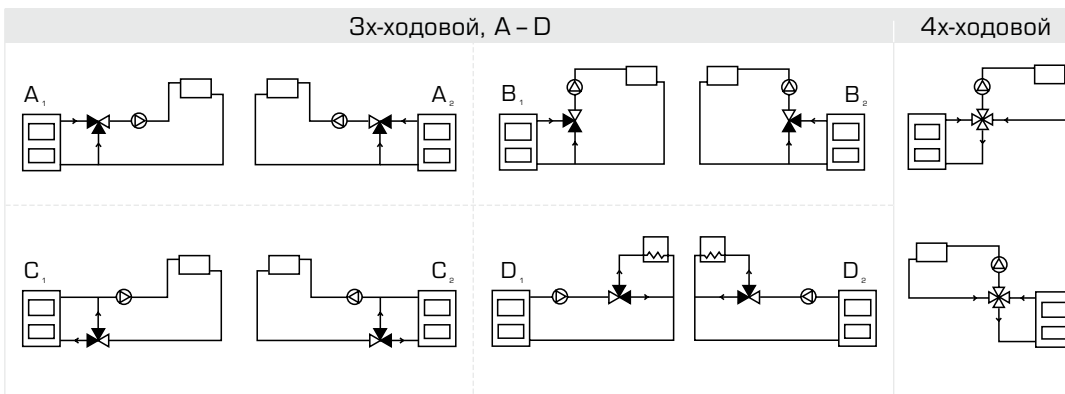 3х-ходовой, A – D
4х-ходовой
A₁
A₂
B₁
B₂
C₁
C₂
D₁
D₂